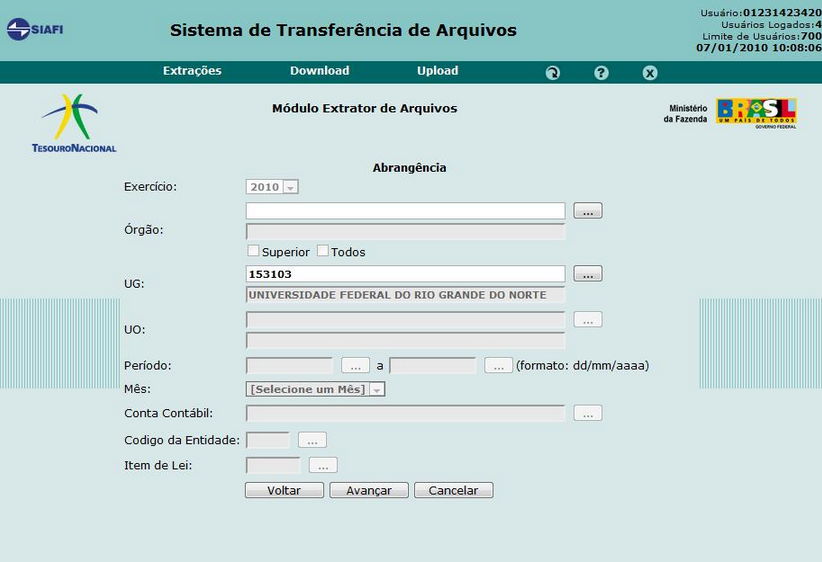 SIAFI
Sistema de Transferência de Arquivos
Usuário:01231423420
Usuários Logados:4
Limite de Usuários:700
07/01/2010 10:08:06
Extrações Download Upload ? X
TESOURONACIONAL
Módulo Extrator de Arquivos
Ministério
da Fazenda
BRASIL
UM PAÍS DE TODOS
GOVERNO FEDERAL
Abrangência
Exercício: 2010
...
Órgão:
Superior Todos
153103 ...
UG:
UNIVERSIDADE FEDERAL DO RIO GRANDE DO NORTE
...
UO:
Período: ... a ... (formato: dd/mm/aaaa)
Mês: [Selecione um Mês]
Conta Contábil: ...
Codigo da Entidade: ...
Item de Lei: ...
Voltar Avançar Cancelar